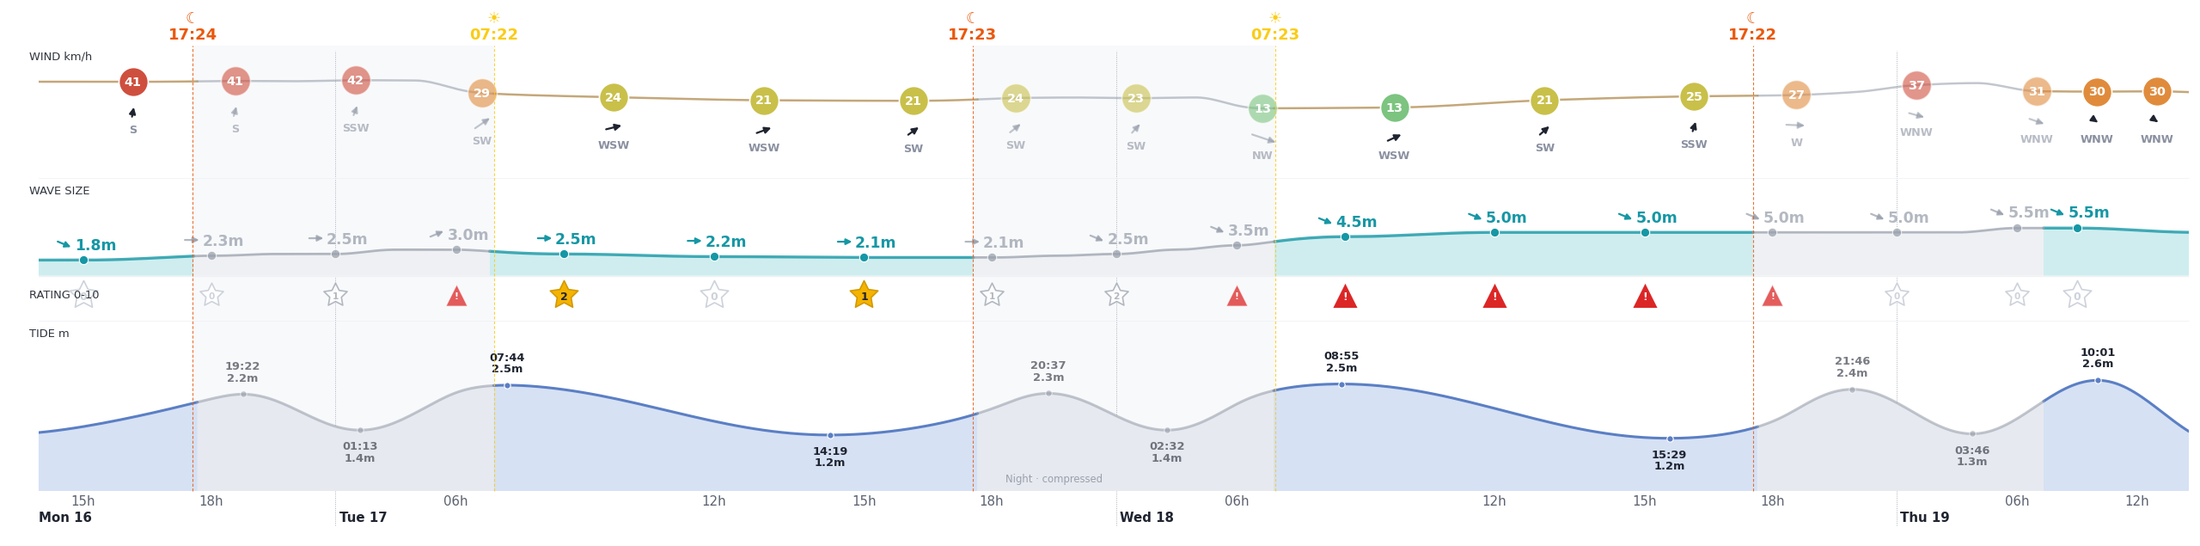 ☾ ☀ ☾ ☀ ☾
17:24 07:22 17:23 07:23 17:22
WIND km/h
41 41 42 29 24 21 21 24 23 13 13 21 25 27 37 31 30 30
S S SSW SW WSW WSW SW SW SW NW WSW SW SSW W WNW WNW WNW WNW
WAVE SIZE
1.8m 2.3m 2.5m 3.0m 2.5m 2.2m 2.1m 2.1m 2.5m 3.5m 4.5m 5.0m 5.0m 5.0m 5.0m 5.5m 5.5m
RATING 0-10
0 1 ! 2 0 1 1 2 ! ! ! ! ! 0 0 0
TIDE m
19:22 07:44 20:37 08:55 21:46 10:01
2.2m 2.5m 2.3m 2.5m 2.4m 2.6m
01:13 14:19 02:32 15:29 03:46
1.4m 1.2m 1.4m 1.2m 1.3m
Night · compressed
15h 18h 06h 12h 15h 18h 06h 12h 15h 18h 06h 12h
Mon 16 Tue 17 Wed 18 Thu 19